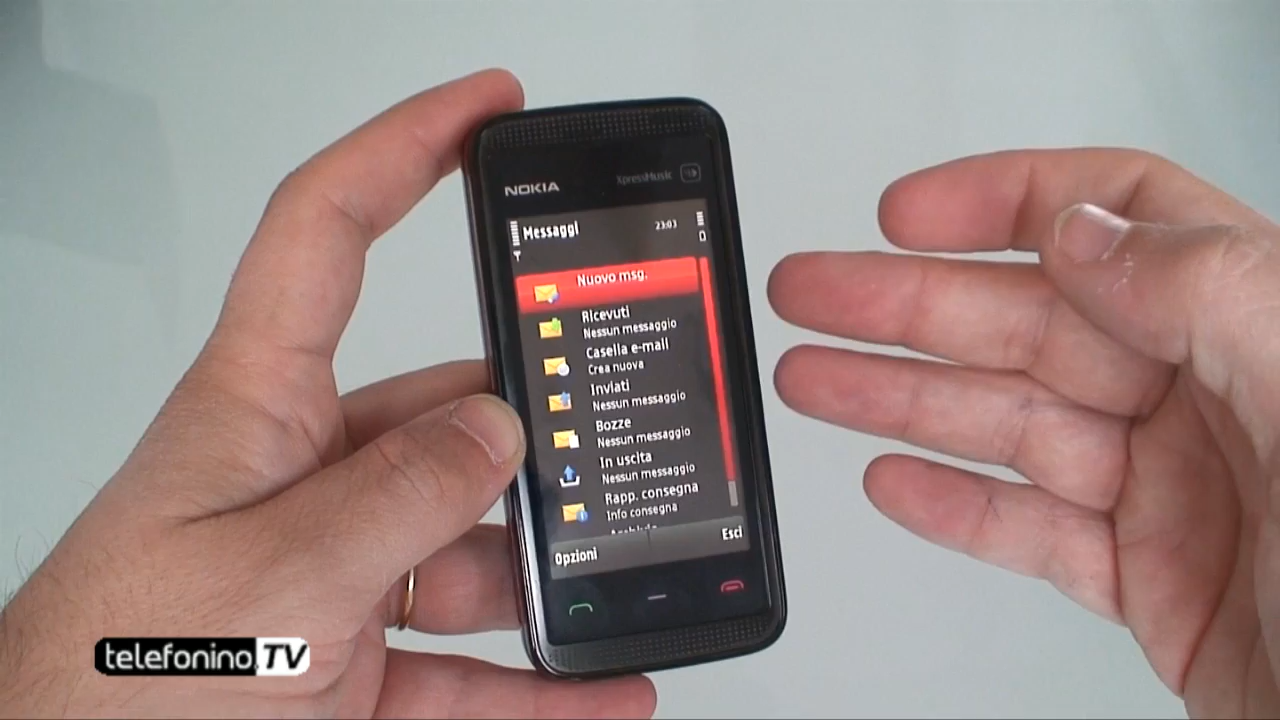 NOKIA
XpressMusic
Messaggi
23:03
Nuovo msg.
Ricevuti
Nessun messaggio
Casella e-mail
Crea nuova
Inviati
Nessun messaggio
Bozze
Nessun messaggio
In uscita
Nessun messaggio
Rapp. consegna
Info consegna
Opzioni
Esci
telefonino.TV